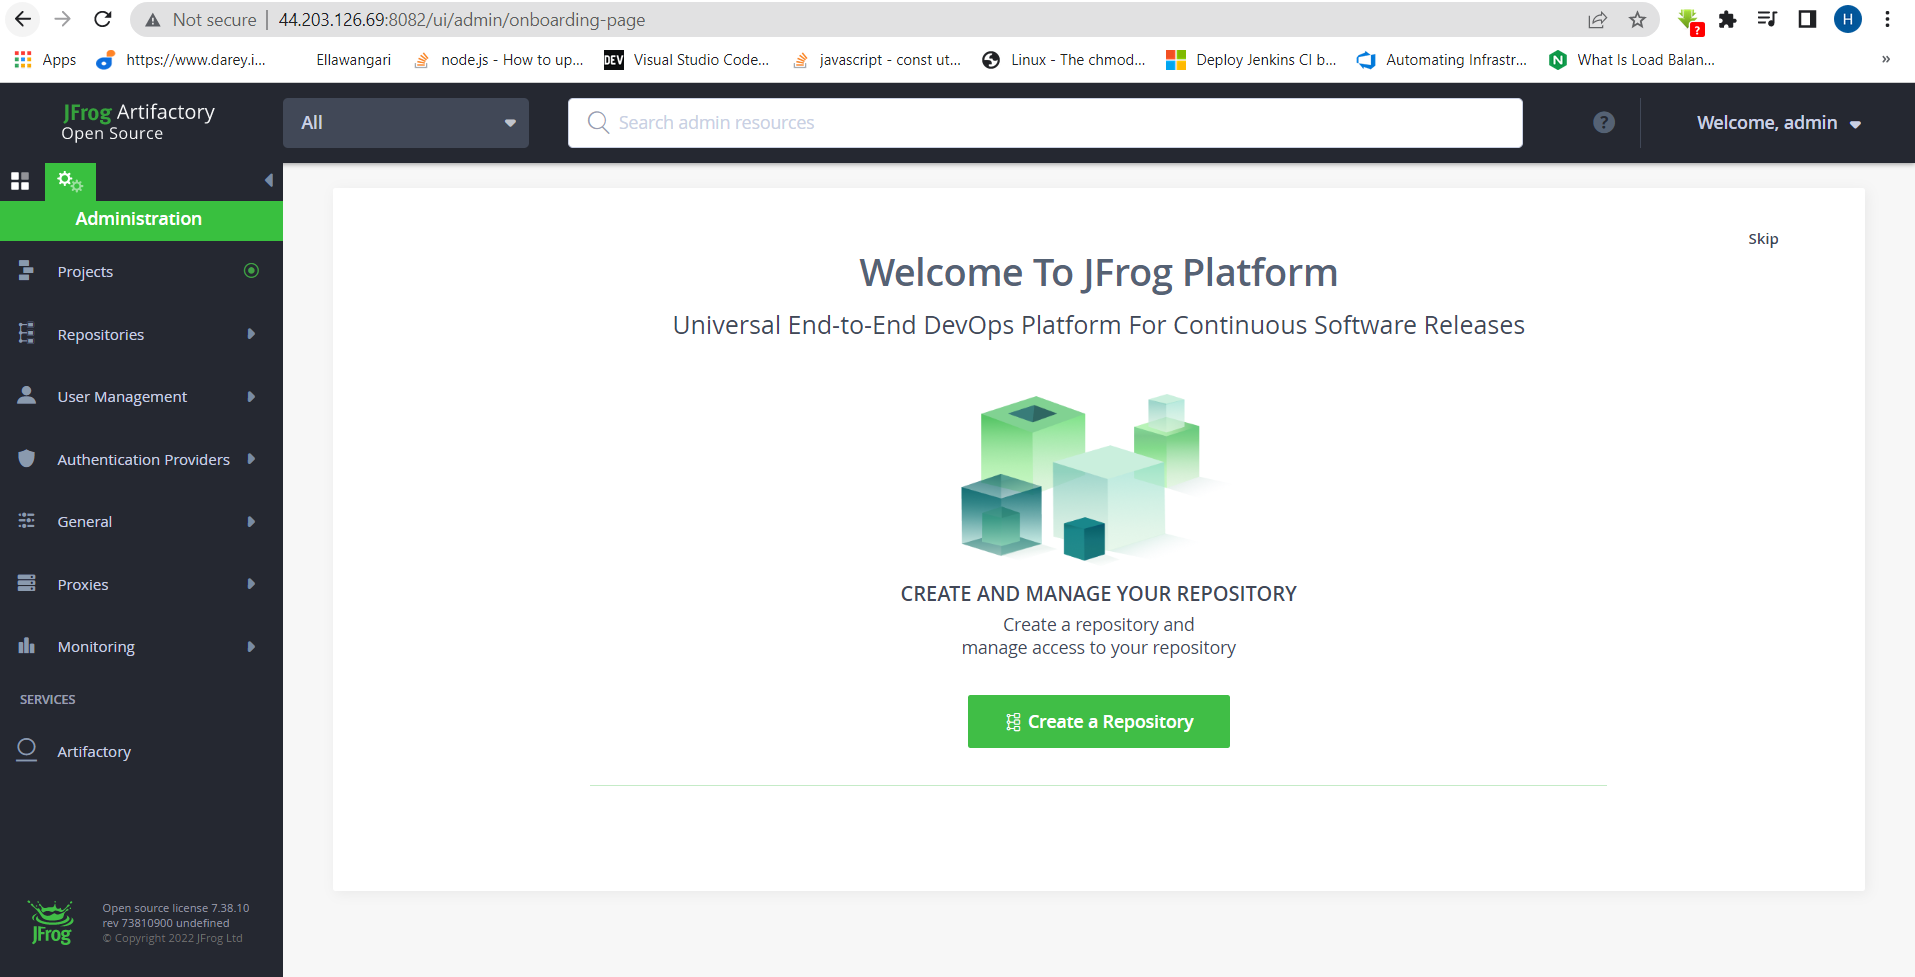 Not secure | 44.203.126.69:8082/ui/admin/onboarding-page
?
H
Apps
https://www.darey.i...
Ellawangari
node.js - How to up...
DEV
Visual Studio Code...
javascript - const ut...
Linux - The chmod...
Deploy Jenkins CI b...
Automating Infrastr...
N
What Is Load Balan...
»
JFrog Artifactory
Open Source
All
Search admin resources
?
Welcome, admin
Administration
Projects
Repositories
User Management
Authentication Providers
General
Proxies
Monitoring
SERVICES
Artifactory
JFrog
Open source license 7.38.10
rev 73810900 undefined
© Copyright 2022 JFrog Ltd
Skip
Welcome To JFrog Platform
Universal End-to-End DevOps Platform For Continuous Software Releases
CREATE AND MANAGE YOUR REPOSITORY
Create a repository and
manage access to your repository
Create a Repository